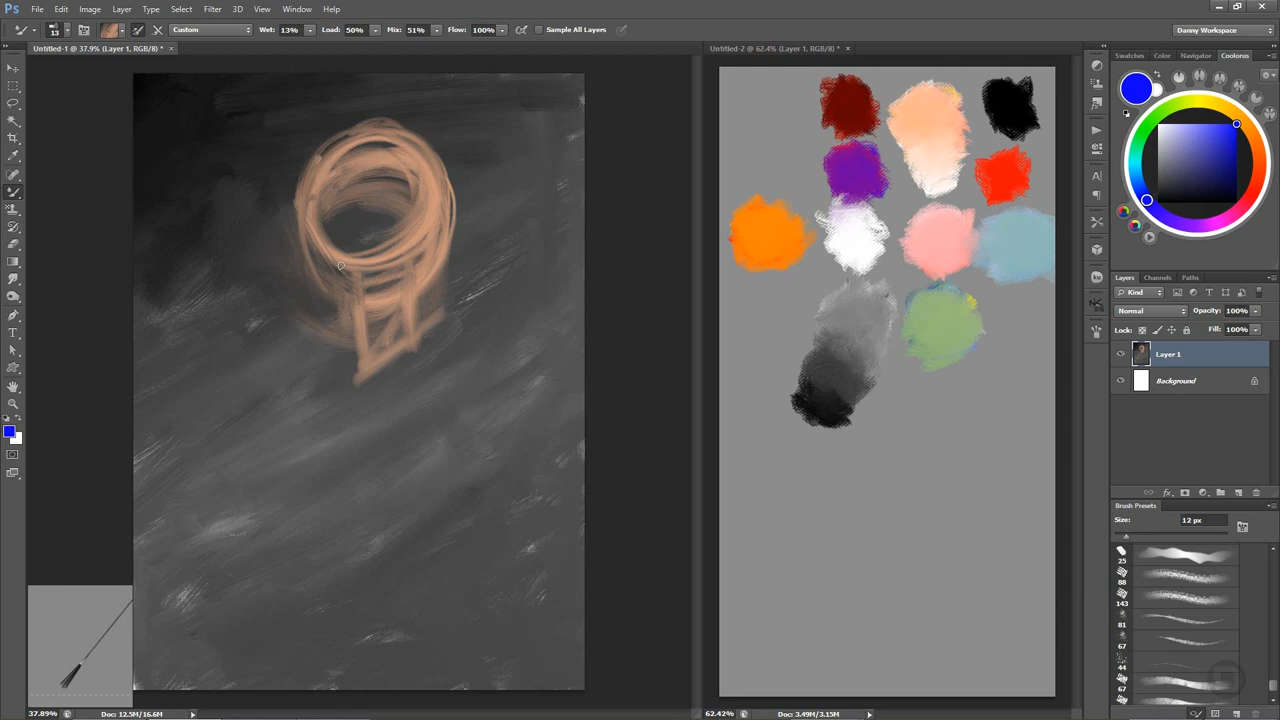 Ps File Edit Image Layer Type Select Filter 3D View Window Help
13 Custom Wet: 13% Load: 50% Mix: 51% Flow: 100% Sample All Layers Danny Workspace
Untitled-1 @ 37.9% (Layer 1, RGB/8) * × Untitled-2 @ 62.4% (Layer 1, RGB/8) * ×
Swatches Color Navigator Coolorus
Layers Channels Paths
Kind
Normal Opacity: 100%
Lock: Fill: 100%
Layer 1
Background
Brush Presets
Size: 12 px
25
88
143
81
67
44
67
37.89% Doc: 12.5M/16.6M 62.42% Doc: 3.49M/3.15M